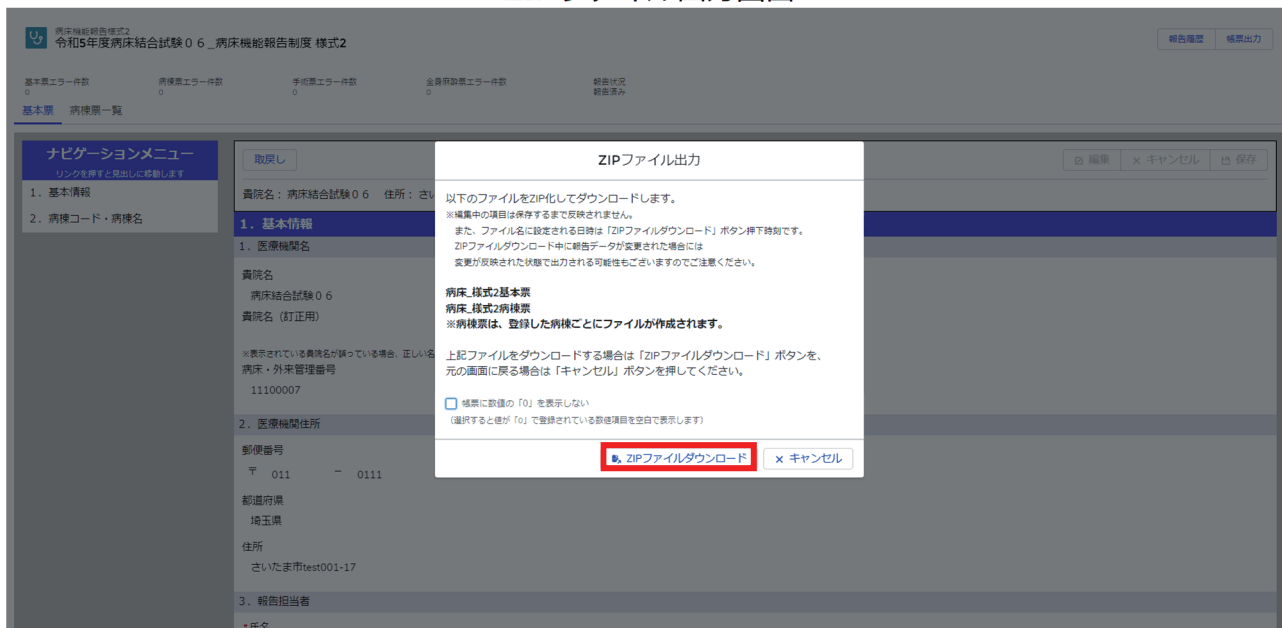 病床機能報告様式2
令和5年度病床結合試験06_病床機能報告制度 様式2
報告履歴 帳票出力
基本票エラー件数 病棟票エラー件数 手術票エラー件数 全身麻酔票エラー件数 報告状況
0 0 0 0 報告済み
基本票 病棟票一覧
ナビゲーションメニュー
リンクを押すと見出しに移動します
1. 基本情報
2. 病棟コード・病棟名
取戻し
編集 × キャンセル 保存
貴院名: 病床結合試験06 住所: さい
1. 基本情報
1. 医療機関名
貴院名
病床結合試験06
貴院名 (訂正用)
※表示されている貴院名が誤っている場合、正しい名
病床・外来管理番号
11100007
2. 医療機関住所
郵便番号
〒 011 - 0111
都道府県
埼玉県
住所
さいたま市test001-17
3. 報告担当者
ZIPファイル出力
以下のファイルをZIP化してダウンロードします。
※編集中の項目は保存するまで反映されません。
また、ファイル名に設定される日時は「ZIPファイルダウンロード」ボタン押下時刻です。
ZIPファイルダウンロード中に報告データが変更された場合には
変更が反映された状態で出力される可能性もございますのでご注意ください。
病床_様式2基本票
病床_様式2病棟票
※病棟票は、登録した病棟ごとにファイルが作成されます。
上記ファイルをダウンロードする場合は「ZIPファイルダウンロード」ボタンを、
元の画面に戻る場合は「キャンセル」ボタンを押してください。
帳票に数値の「0」を表示しない
(選択すると値が「0」で登録されている数値項目を空白で表示します)
ZIPファイルダウンロード × キャンセル